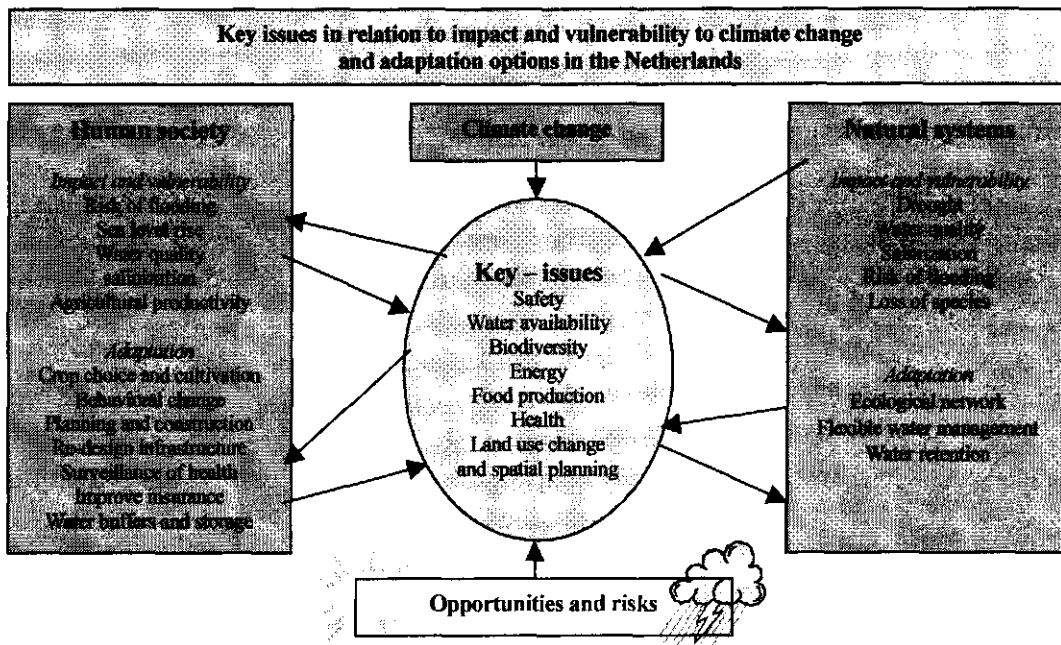 Key issues in relation to impact and vulnerability to climate change
and adaptation options in the Netherlands
Human society
Impact and vulnerability
Risk of flooding
Sea level rise
Water quality
salinization
Agricultural productivity
Adaptation
Crop choice and cultivation
Behavioral change
Planning and construction
Re-design infrastructure
Surveillance of health
Improve insurance
Water buffers and storage
Climate change
Key – issues
Safety
Water availability
Biodiversity
Energy
Food production
Health
Land use change
and spatial planning
Opportunities and risks
Natural systems
Impact and vulnerability
Drought
Water quality
Salinization
Risk of flooding
Loss of species
Adaptation
Ecological network
Flexible water management
Water retention